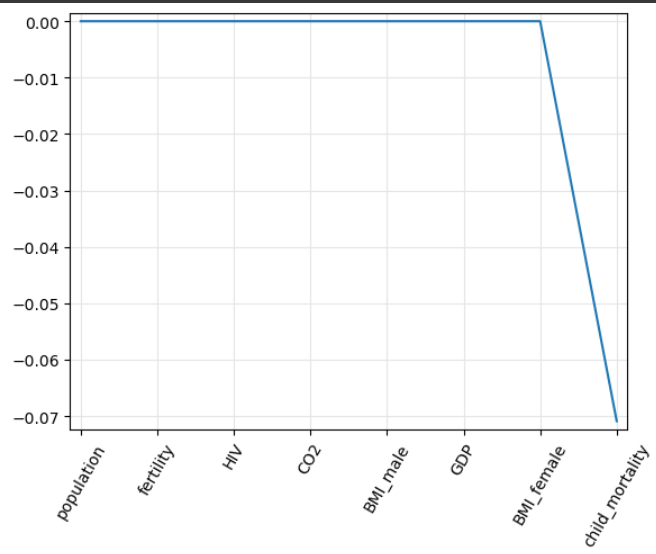 0.00
−0.01
−0.02
−0.03
−0.04
−0.05
−0.06
−0.07
population
fertility
HIV
CO2
BMI_male
GDP
BMI_female
child_mortality